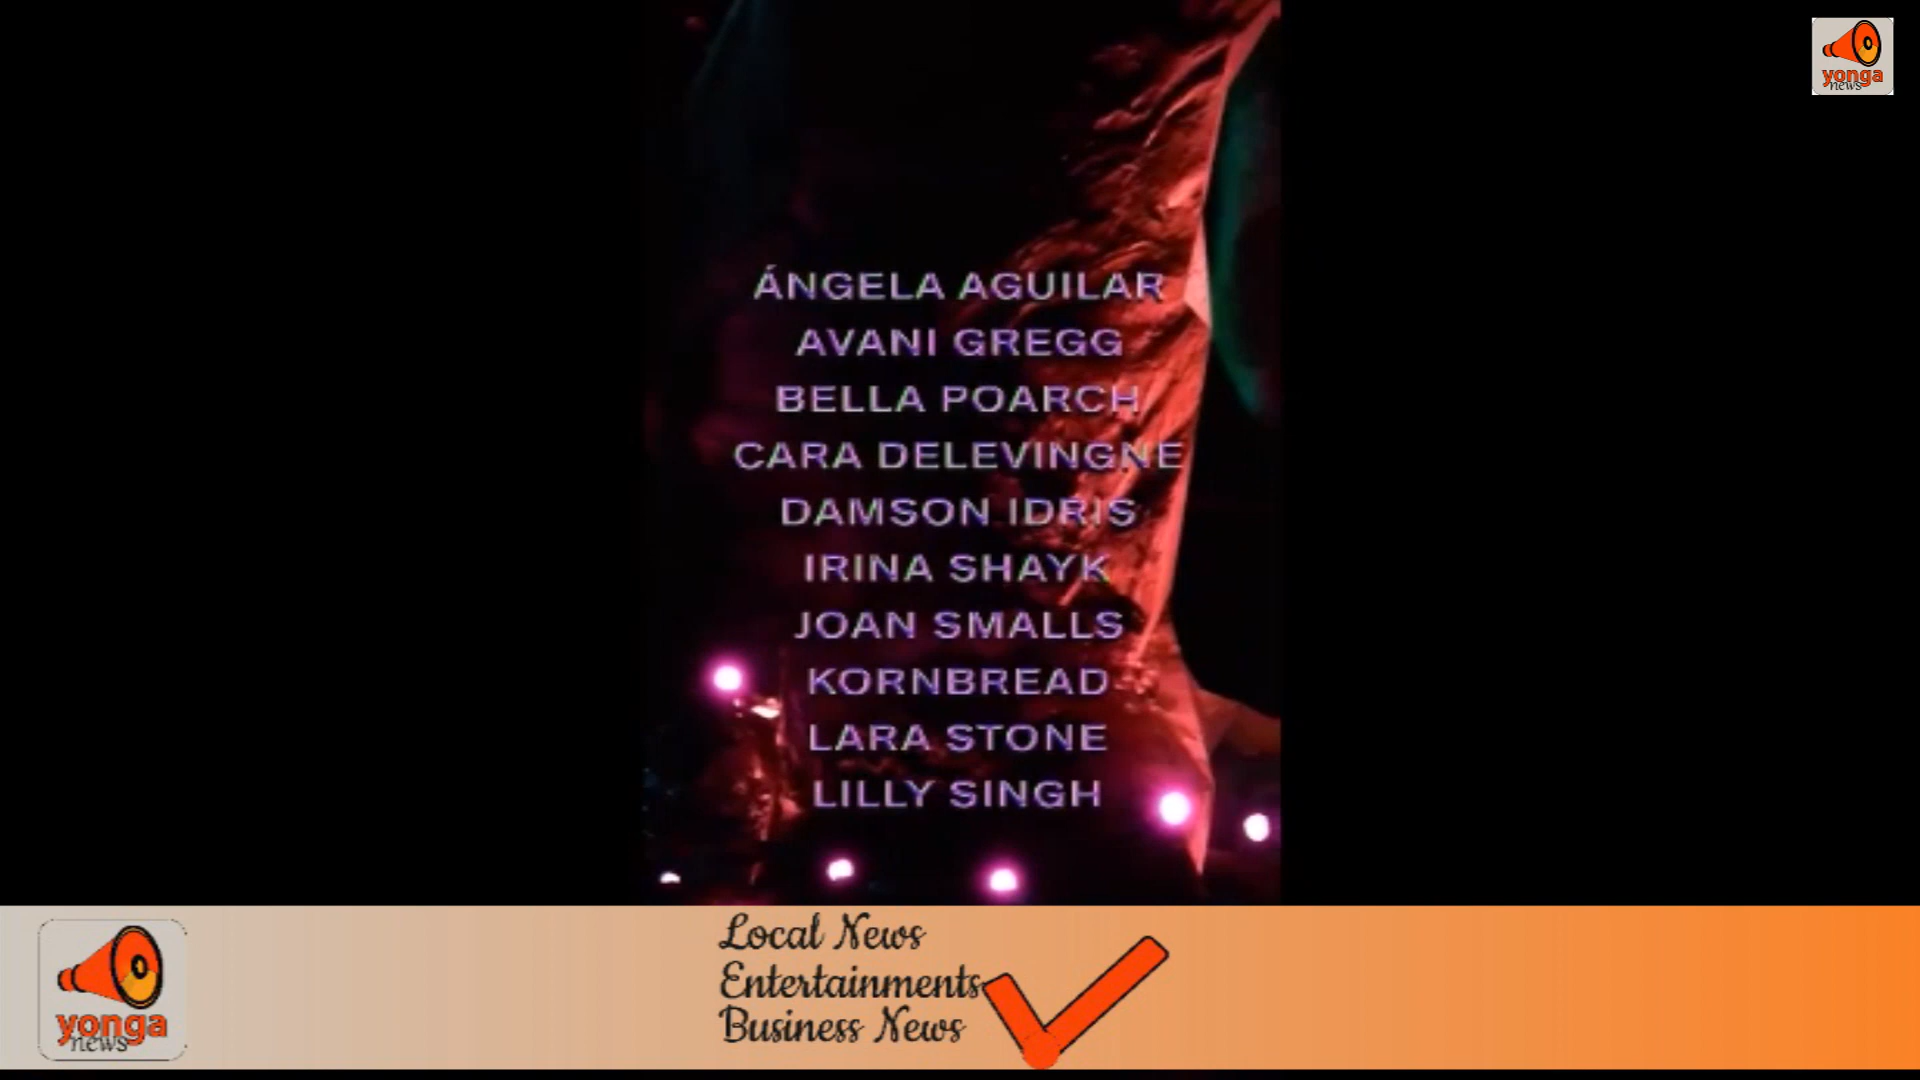 yonga
news
ÁNGELA AGUILAR
AVANI GREGG
BELLA POARCH
CARA DELEVINGNE
DAMSON IDRIS
IRINA SHAYK
JOAN SMALLS
KORNBREAD
LARA STONE
LILLY SINGH
Local News
Entertainments
Business News
yonga
news